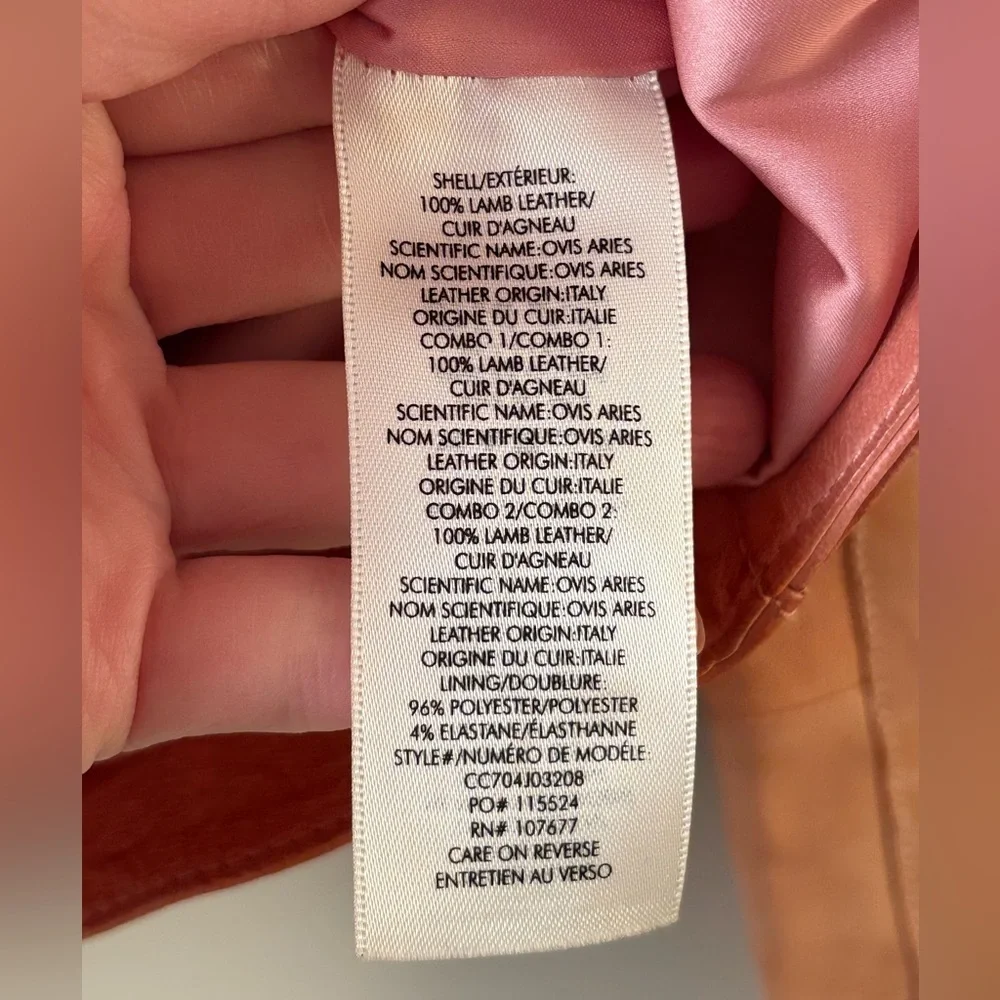 SHELL/EXTÉRIEUR:
100% LAMB LEATHER/
CUIR D'AGNEAU
SCIENTIFIC NAME:OVIS ARIES
NOM SCIENTIFIQUE:OVIS ARIES
LEATHER ORIGIN:ITALY
ORIGINE DU CUIR:ITALIE
COMBO 1/COMBO 1:
100% LAMB LEATHER/
CUIR D'AGNEAU
SCIENTIFIC NAME:OVIS ARIES
NOM SCIENTIFIQUE:OVIS ARIES
LEATHER ORIGIN:ITALY
ORIGINE DU CUIR:ITALIE
COMBO 2/COMBO 2:
100% LAMB LEATHER/
CUIR D'AGNEAU
SCIENTIFIC NAME:OVIS ARIES
NOM SCIENTIFIQUE:OVIS ARIES
LEATHER ORIGIN:ITALY
ORIGINE DU CUIR:ITALIE
LINING/DOUBLURE:
96% POLYESTER/POLYESTER
4% ELASTANE/ÉLASTHANNE
STYLE#/NUMÉRO DE MODÉLE:
CC704J03208
PO# 115524
RN# 107677
CARE ON REVERSE
ENTRETIEN AU VERSO